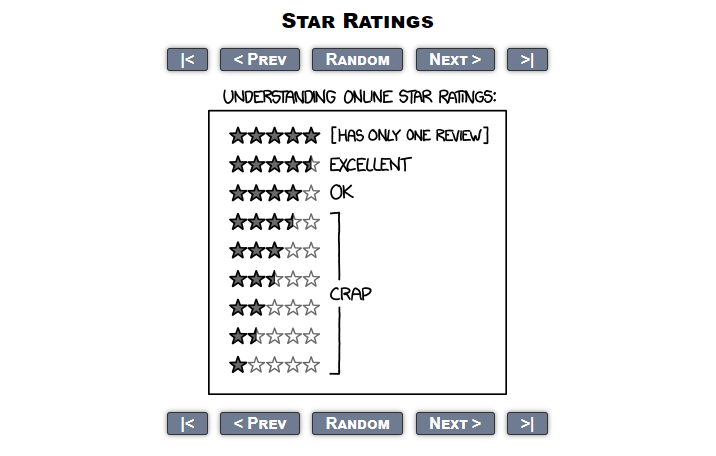 Star Ratings
|< < Prev Random Next > >|
UNDERSTANDING ONLINE STAR RATINGS:
[HAS ONLY ONE REVIEW]
EXCELLENT
OK
CRAP
|< < Prev Random Next > >|